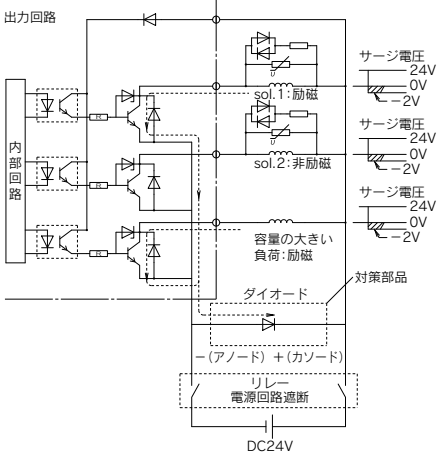 出力回路
サージ電圧
24V
0V
−2V
sol.1:励磁
内部回路
サージ電圧
24V
0V
−2V
sol.2:非励磁
サージ電圧
24V
0V
−2V
容量の大きい
負荷:励磁
対策部品
ダイオード
−(アノード) +(カソード)
リレー
電源回路遮断
DC24V